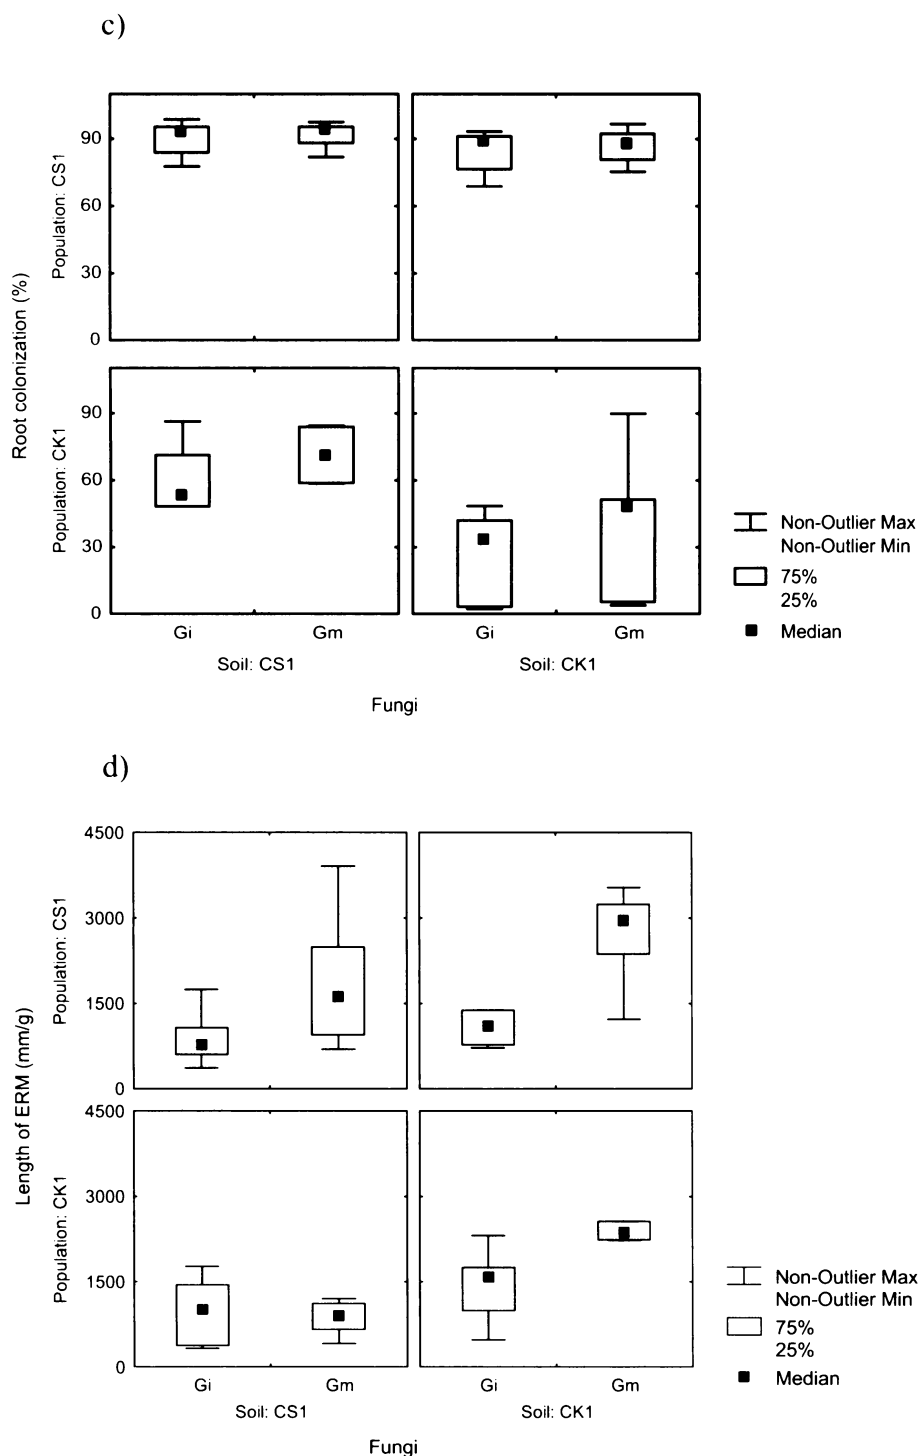 c)
Root colonization (%)
Population: CS1
90
60
30
0
Population: CK1
90
60
30
0
Gi
Gm
Gi
Gm
Soil: CS1
Soil: CK1
Fungi
Non-Outlier Max
Non-Outlier Min
75%
25%
Median
d)
Length of ERM (mm/g)
Population: CS1
4500
3000
1500
0
Population: CK1
4500
3000
1500
0
Gi
Gm
Gi
Gm
Soil: CS1
Soil: CK1
Fungi
Non-Outlier Max
Non-Outlier Min
75%
25%
Median